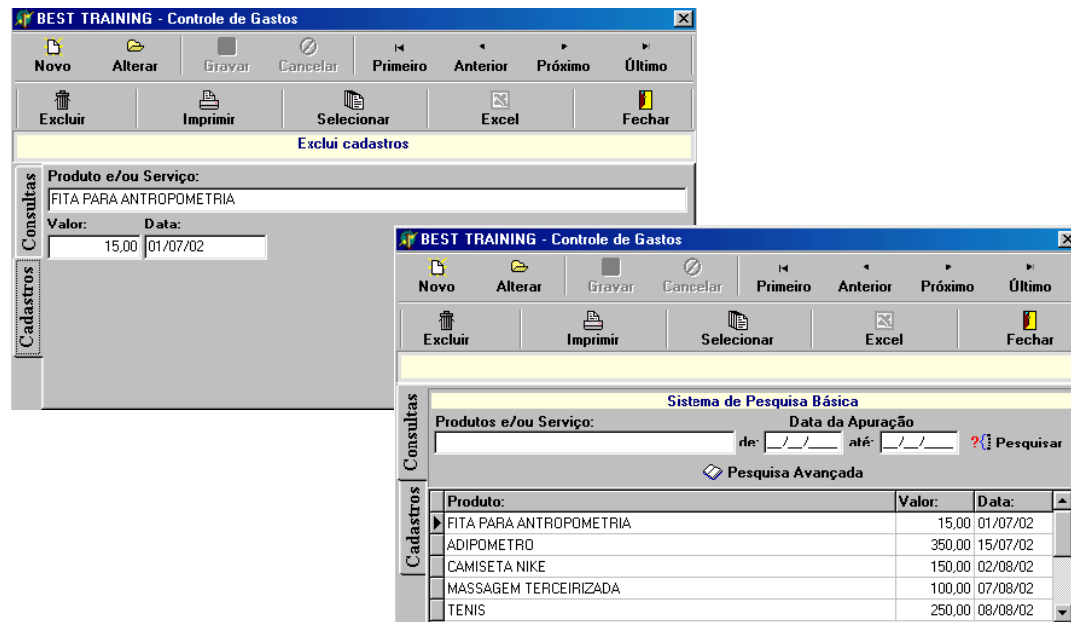 BEST TRAINING - Controle de Gastos
Novo Alterar Gravar Cancelar Primeiro Anterior Próximo Último
Excluir Imprimir Selecionar Excel Fechar
Exclui cadastros
Consultas
Cadastros
Produto e/ou Serviço:
FITA PARA ANTROPOMETRIA
Valor: Data:
15,00 01/07/02
BEST TRAINING - Controle de Gastos
Novo Alterar Gravar Cancelar Primeiro Anterior Próximo Último
Excluir Imprimir Selecionar Excel Fechar
Consultas
Cadastros
Sistema de Pesquisa Básica
Produtos e/ou Serviço: Data da Apuração
de: __/__/____ até: __/__/____ Pesquisar
Pesquisa Avançada
Produto: Valor: Data:
FITA PARA ANTROPOMETRIA 15,00 01/07/02
ADIPOMETRO 350,00 15/07/02
CAMISETA NIKE 150,00 02/08/02
MASSAGEM TERCEIRIZADA 100,00 07/08/02
TENIS 250,00 08/08/02